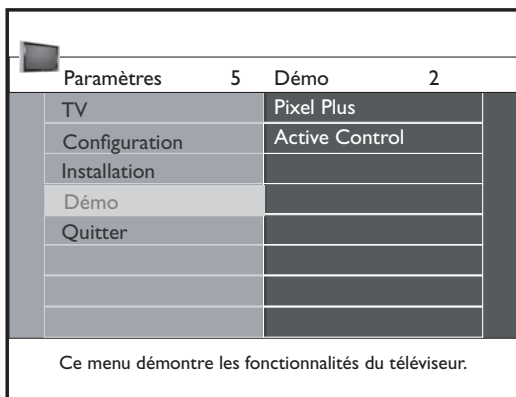 Paramètres 5 Démo 2
TV Pixel Plus
Configuration Active Control
Installation
Démo
Quitter
Ce menu démontre les fonctionnalités du téléviseur.